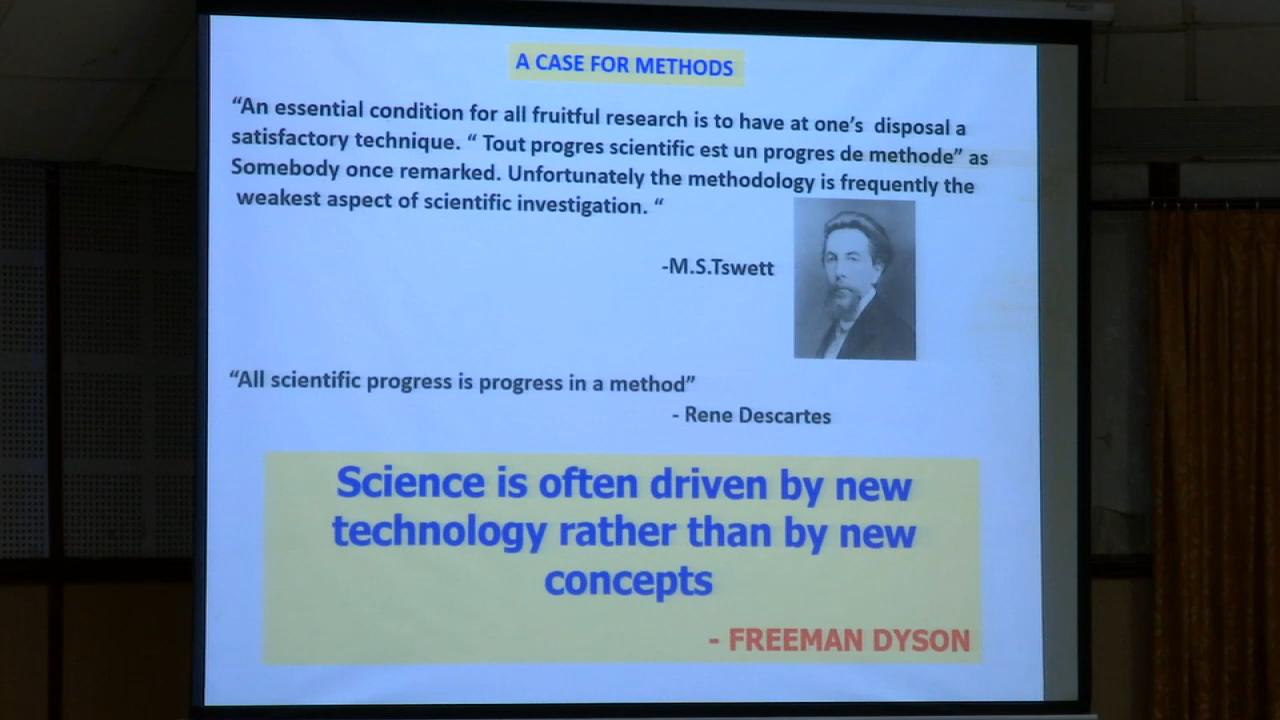 A CASE FOR METHODS
“An essential condition for all fruitful research is to have at one’s disposal a
satisfactory technique. “ Tout progres scientific est un progres de methode” as
Somebody once remarked. Unfortunately the methodology is frequently the
weakest aspect of scientific investigation. “
-M.S.Tswett
“All scientific progress is progress in a method”
- Rene Descartes
Science is often driven by new
technology rather than by new
concepts
- FREEMAN DYSON